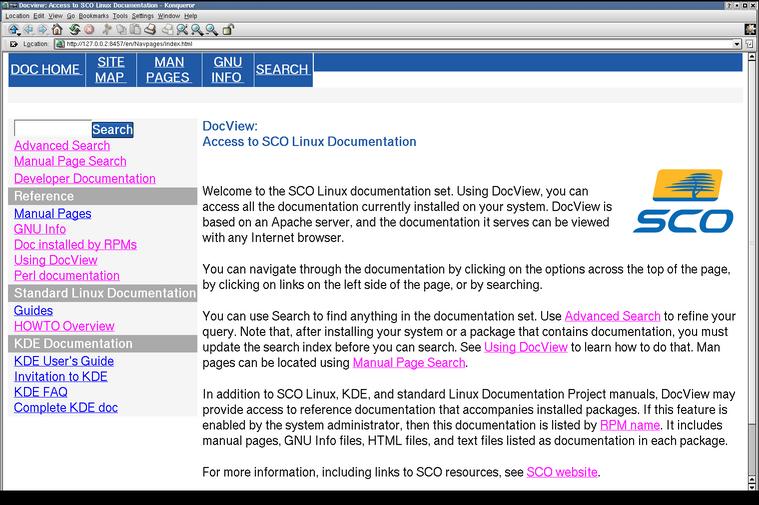 Docview: Access to SCO Linux Documentation - Konqueror
Location Edit View Go Bookmarks Tools Settings Window Help
Location: http://127.0.0.2:8457/en/Navpages/index.html
DOC HOME SITE MAP MAN PAGES GNU INFO SEARCH
Search
Advanced Search
Manual Page Search
Developer Documentation
Reference
Manual Pages
GNU Info
Doc installed by RPMs
Using DocView
Perl documentation
Standard Linux Documentation
Guides
HOWTO Overview
KDE Documentation
KDE User's Guide
Invitation to KDE
KDE FAQ
Complete KDE doc
DocView:
Access to SCO Linux Documentation
SCO
Welcome to the SCO Linux documentation set. Using DocView, you can
access all the documentation currently installed on your system. DocView is
based on an Apache server, and the documentation it serves can be viewed
with any Internet browser.
You can navigate through the documentation by clicking on the options across the top of the page,
by clicking on links on the left side of the page, or by searching.
You can use Search to find anything in the documentation set. Use Advanced Search to refine your
query. Note that, after installing your system or a package that contains documentation, you must
update the search index before you can search. See Using DocView to learn how to do that. Man
pages can be located using Manual Page Search.
In addition to SCO Linux, KDE, and standard Linux Documentation Project manuals, DocView may
provide access to reference documentation that accompanies installed packages. If this feature is
enabled by the system administrator, then this documentation is listed by RPM name. It includes
manual pages, GNU Info files, HTML files, and text files listed as documentation in each package.
For more information, including links to SCO resources, see SCO website.